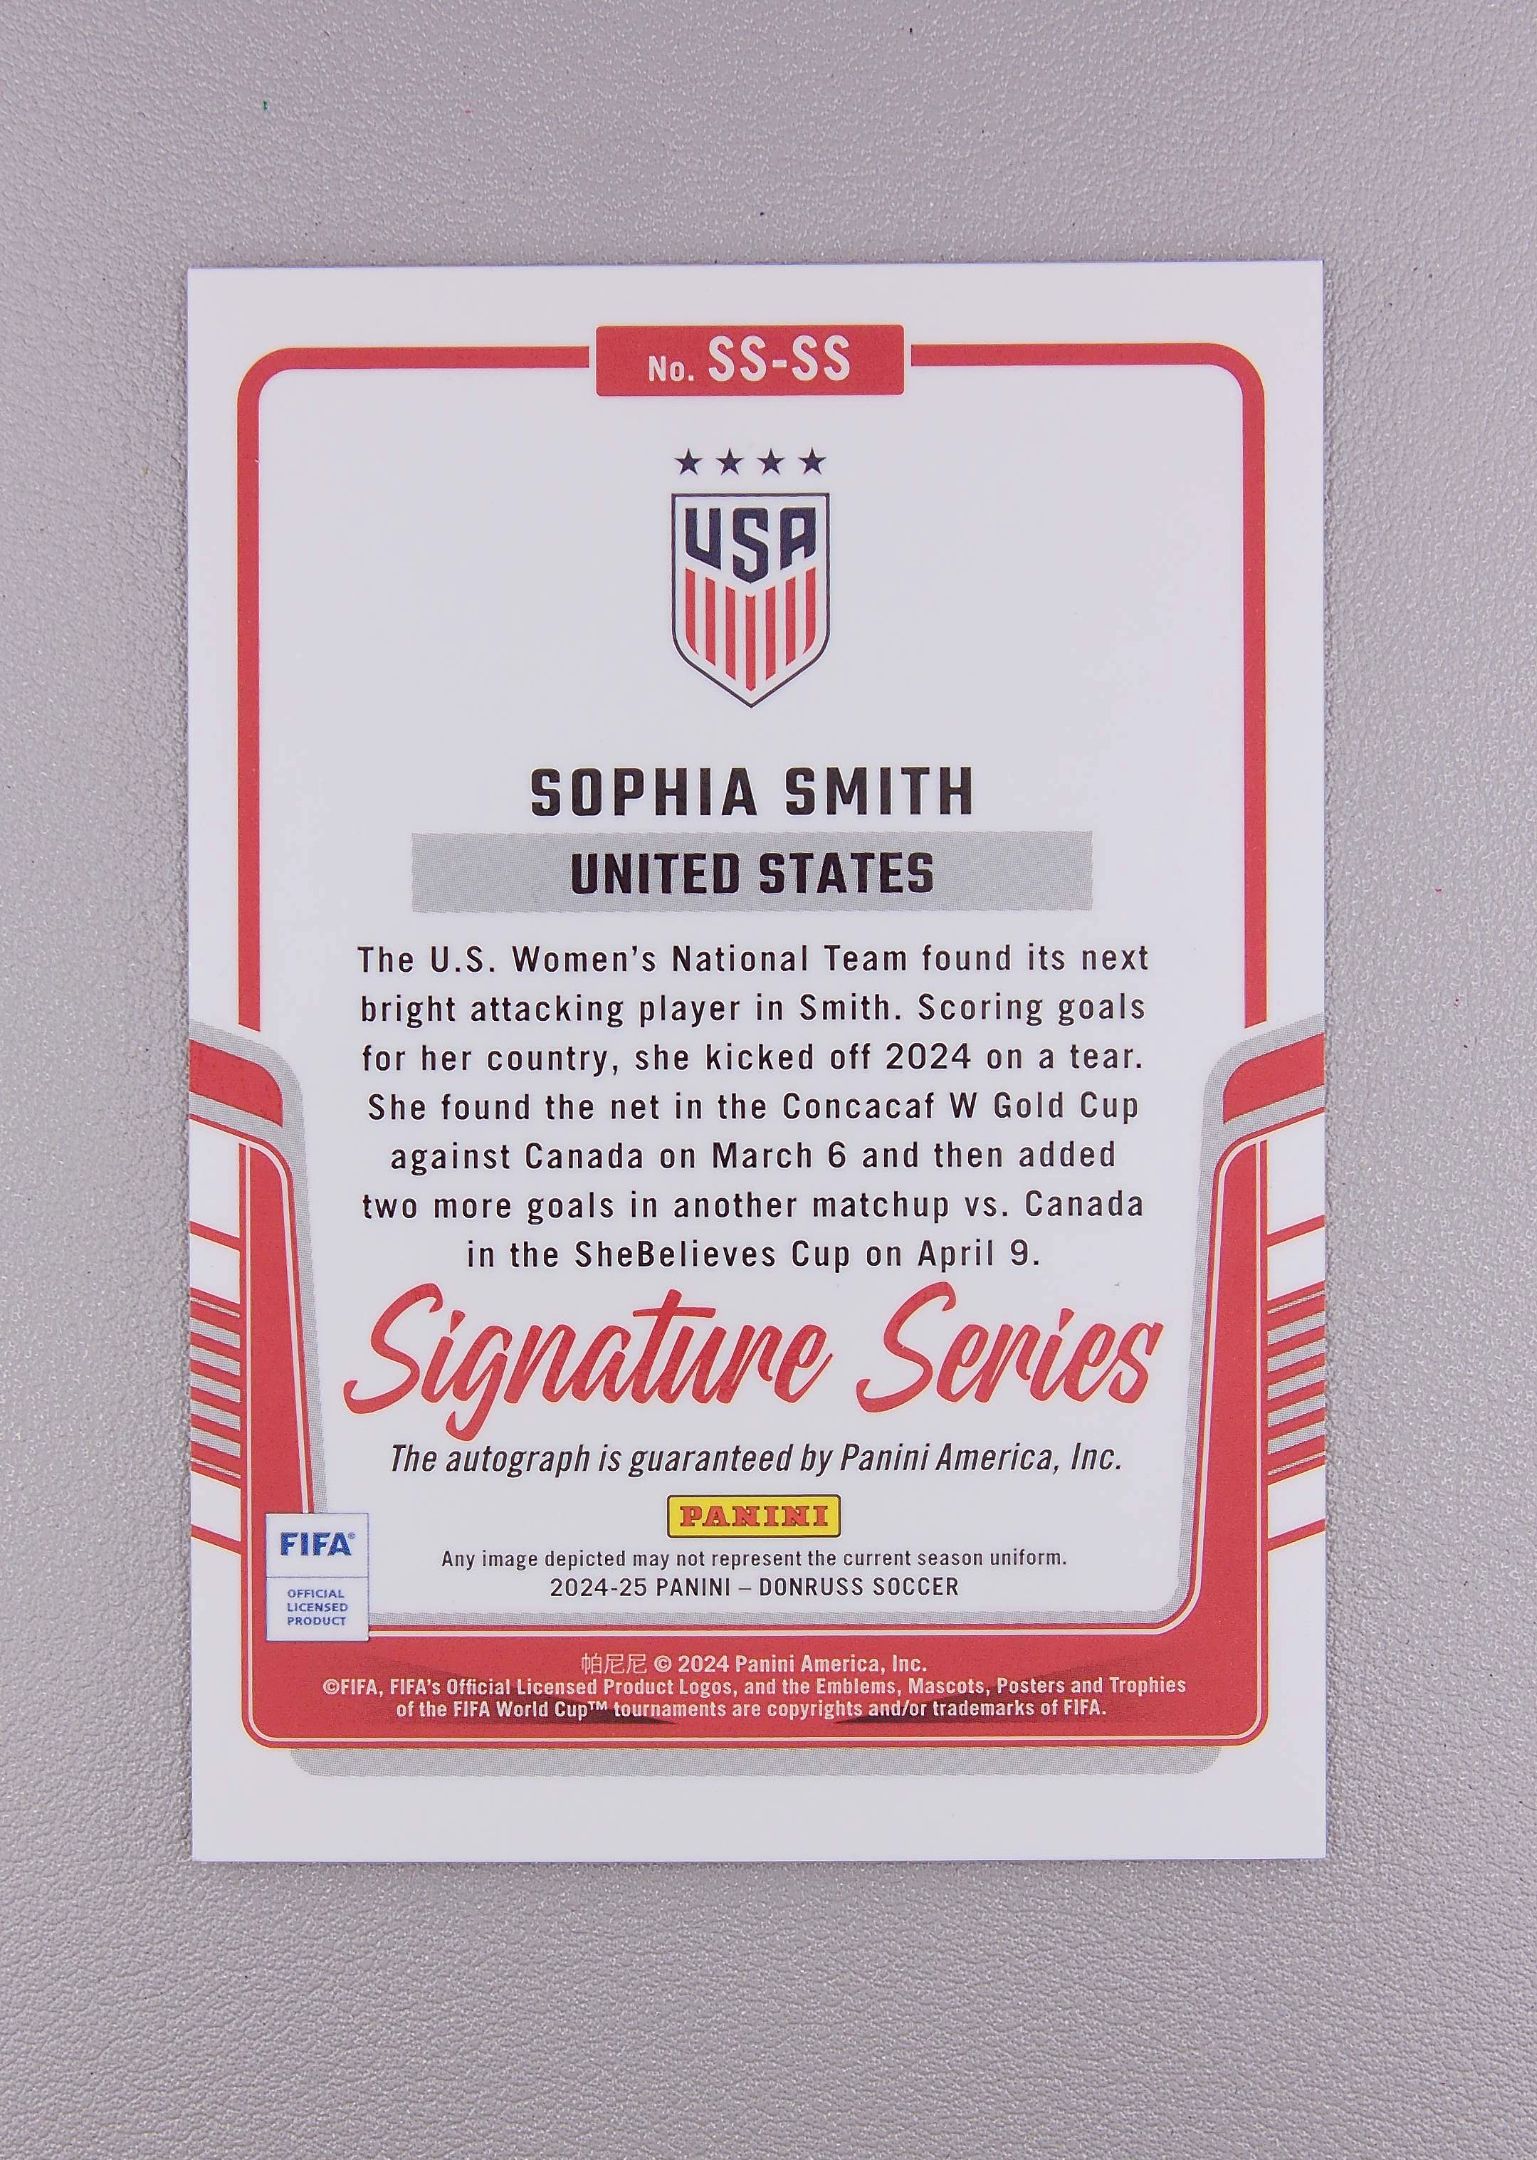 No. SS-SS
USA
SOPHIA SMITH
UNITED STATES
The U.S. Women's National Team found its next
bright attacking player in Smith. Scoring goals
for her country, she kicked off 2024 on a tear.
She found the net in the Concacaf W Gold Cup
against Canada on March 6 and then added
two more goals in another matchup vs. Canada
in the SheBelieves Cup on April 9.
Signature Series
The autograph is guaranteed by Panini America, Inc.
PANINI
Any image depicted may not represent the current season uniform.
2024-25 PANINI – DONRUSS SOCCER
FIFA®
OFFICIAL
LICENSED
PRODUCT
帕尼尼 © 2024 Panini America, Inc.
©FIFA, FIFA's Official Licensed Product Logos, and the Emblems, Mascots, Posters and Trophies
of the FIFA World Cup™ tournaments are copyrights and/or trademarks of FIFA.